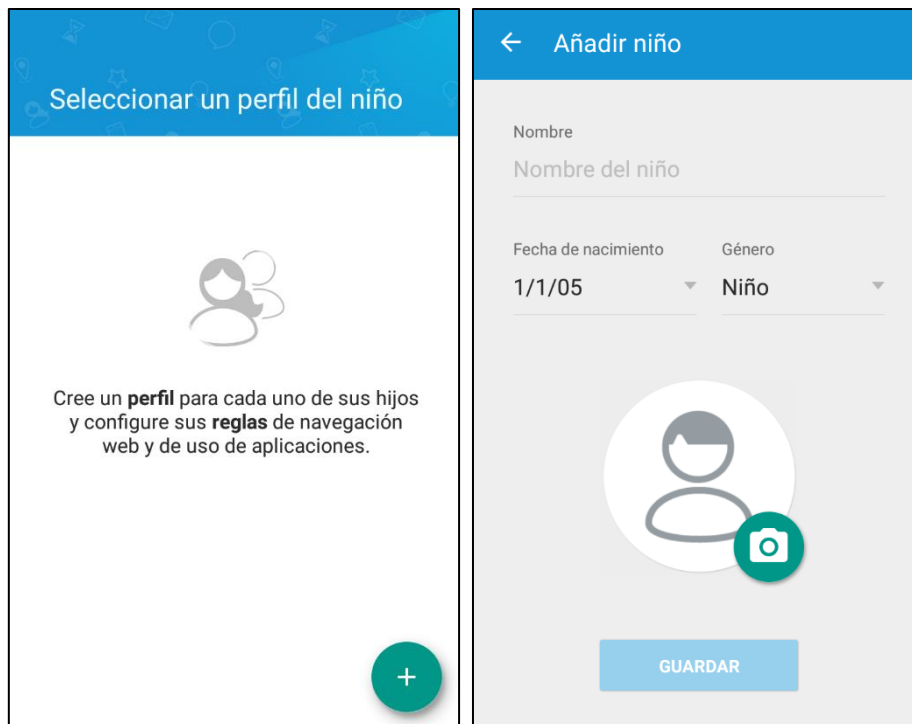 Seleccionar un perfil del niño
Cree un perfil para cada uno de sus hijos
y configure sus reglas de navegación
web y de uso de aplicaciones.
+
Añadir niño
Nombre
Nombre del niño
Fecha de nacimiento Género
1/1/05 Niño
GUARDAR